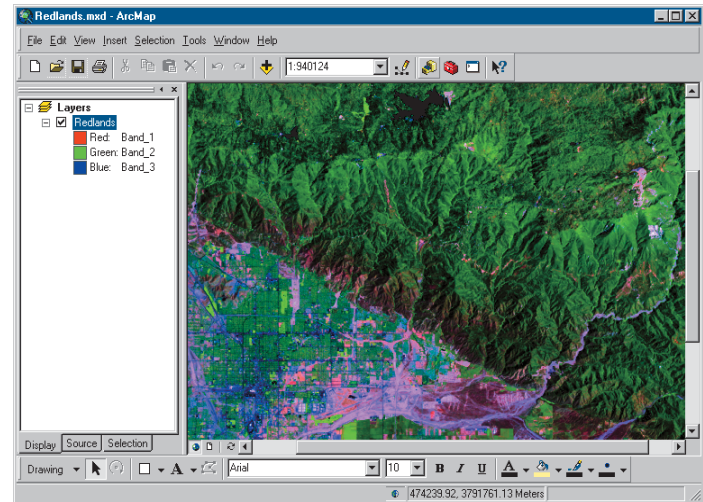 Redlands.mxd - ArcMap
File Edit View Insert Selection Tools Window Help
1:940124
Layers
Redlands
Red: Band_1
Green: Band_2
Blue: Band_3
Display Source Selection
Drawing A Arial 10 B I U A
474239.92, 3791761.13 Meters